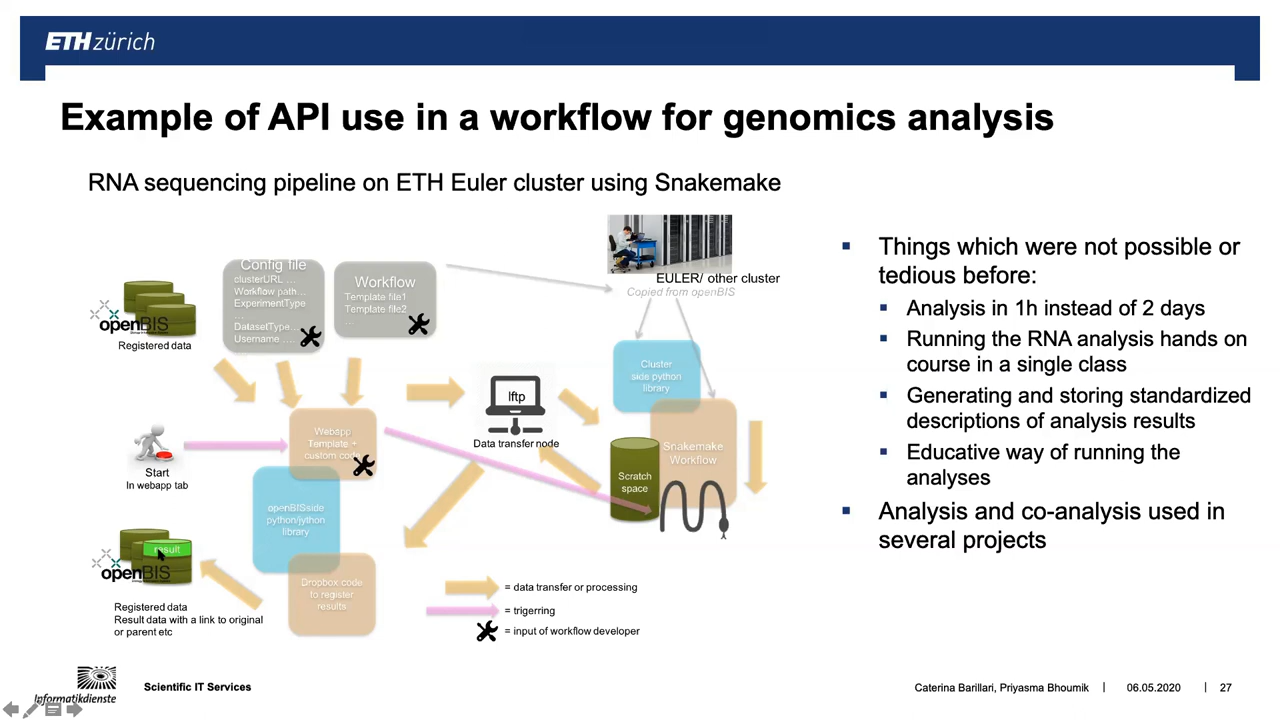 ETH zürich
Example of API use in a workflow for genomics analysis
RNA sequencing pipeline on ETH Euler cluster using Snakemake
openBIS
Registered data
Config file
clusterURL ...
Workflow path...
ExperimentType
...
DatasetType...
Username ....
Workflow
Template file1
Template file2
...
EULER/ other cluster
Copied from openBIS
Cluster
side python
library
lftp
Data transfer node
Snakemake
Workflow
Scratch
space
Start
In webapp tab
Webapp
Template +
custom code
openBISside
python/jython
library
Dropbox code
to register
results
result
openBIS
Registered data
Result data with a link to original
or parent etc
= data transfer or processing
= trigerring
= input of workflow developer
▪ Things which were not possible or
tedious before:
▪ Analysis in 1h instead of 2 days
▪ Running the RNA analysis hands on
course in a single class
▪ Generating and storing standardized
descriptions of analysis results
▪ Educative way of running the
analyses
▪ Analysis and co-analysis used in
several projects
Informatikdienste
Scientific IT Services
Caterina Barillari, Priyasma Bhoumik | 06.05.2020 | 27